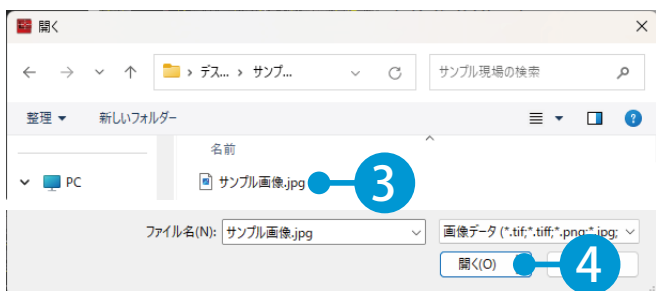 開く
デス... › サンプ...
サンプル現場の検索
整理 新しいフォルダー
名前
PC
サンプル画像.jpg
3
ファイル名(N): サンプル画像.jpg
画像データ (*.tif;*.tiff;*.png;*.jpg;
開く(O)
4